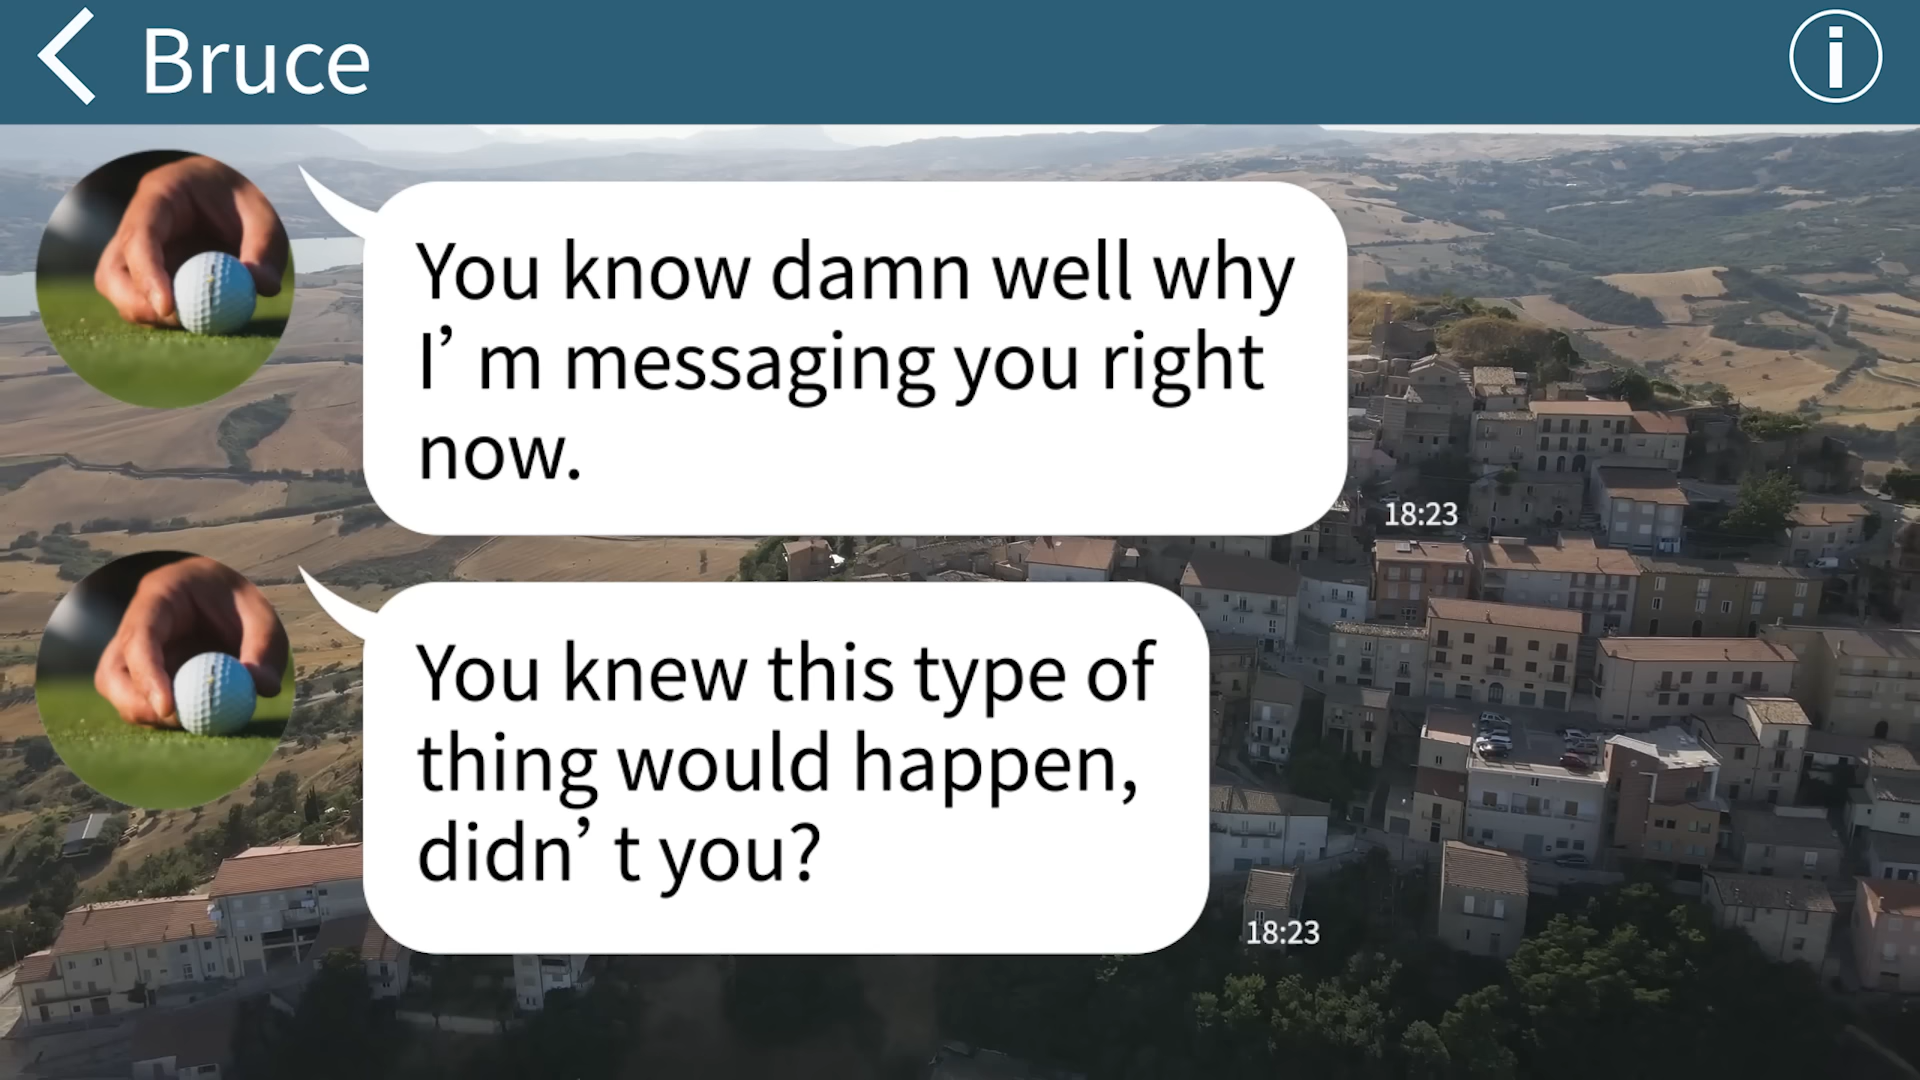 Bruce
You know damn well why
I’m messaging you right
now.
18:23
You knew this type of
thing would happen,
didn’t you?
18:23